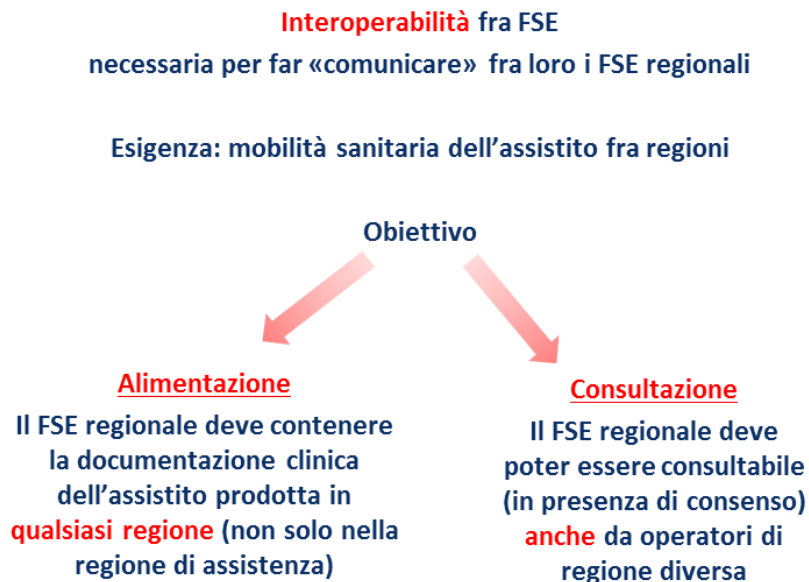 Interoperabilità fra FSE
necessaria per far «comunicare» fra loro i FSE regionali
Esigenza: mobilità sanitaria dell’assistito fra regioni
Obiettivo
Alimentazione
Il FSE regionale deve contenere
la documentazione clinica
dell’assistito prodotta in
qualsiasi regione (non solo nella
regione di assistenza)
Consultazione
Il FSE regionale deve
poter essere consultabile
(in presenza di consenso)
anche da operatori di
regione diversa